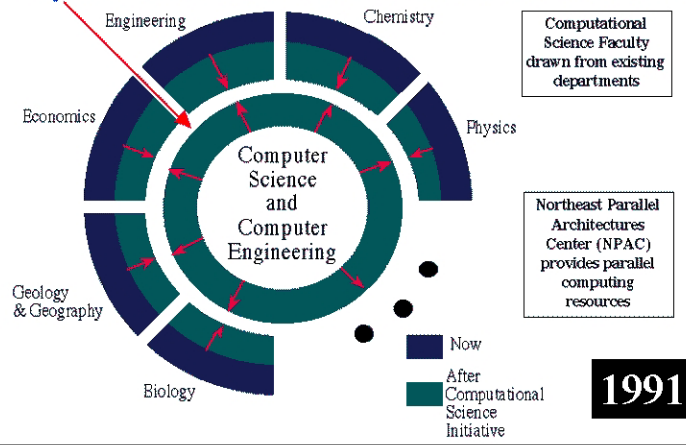 Engineering
Chemistry
Computational
Science Faculty
drawn from existing
departments
Economics
Physics
Computer
Science
and
Computer
Engineering
Northeast Parallel
Architectures
Center (NPAC)
provides parallel
computing
resources
Geology
& Geography
Biology
Now
After
Computational
Science
Initiative
1991